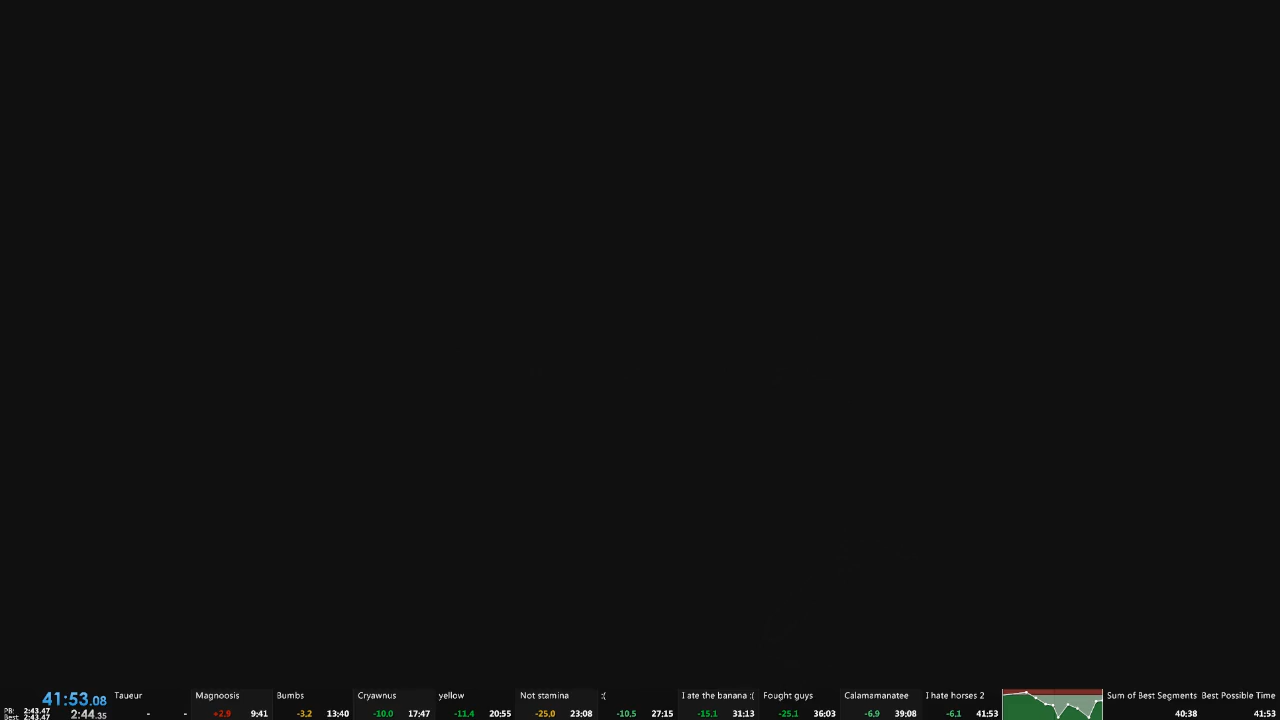 41:53.08
PB: 2:43.47
Best: 2:43.47
2:44.35
Taueur - -
Magnoosis +2.9 9:41
Bumbs -3.2 13:40
Cryawnus -10.0 17:47
yellow -11.4 20:55
Not stamina -25.0 23:08
:( -10.5 27:15
I ate the banana :( -15.1 31:13
Fought guys -25.1 36:03
Calamamanatee -6.9 39:08
I hate horses 2 -6.1 41:53
Sum of Best Segments 40:38
Best Possible Time 41:53